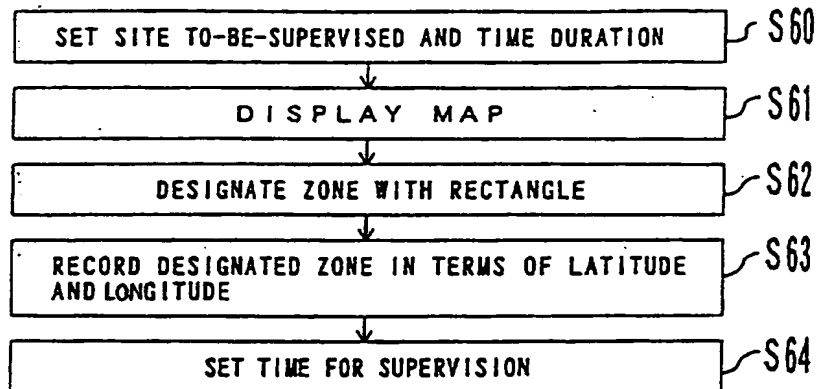 SET SITE TO-BE-SUPERVISED AND TIME DURATION S60
DISPLAY MAP S61
DESIGNATE ZONE WITH RECTANGLE S62
RECORD DESIGNATED ZONE IN TERMS OF LATITUDE S63
AND LONGITUDE
SET TIME FOR SUPERVISION S64